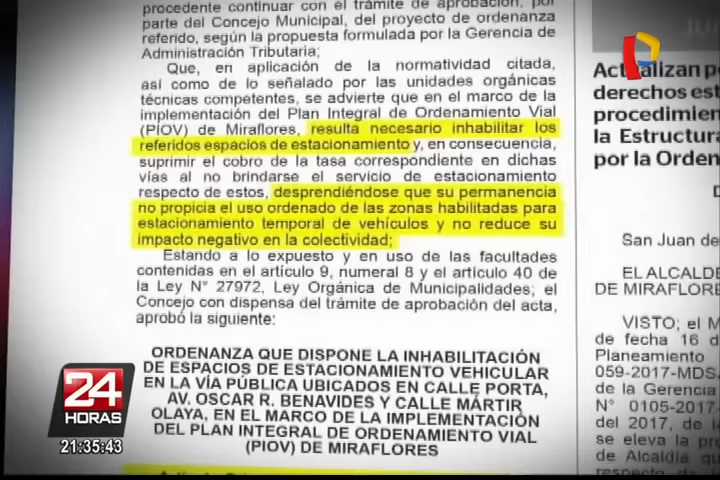 procedente continuar con el trámite de aprobación, por
parte del Concejo Municipal, del proyecto de ordenanza
referido, según la propuesta formulada por la Gerencia de
Administración Tributaria;
Que, en aplicación de la normatividad citada,
así como de lo señalado por las unidades orgánicas
técnicas competentes, se advierte que en el marco de la
implementación del Plan Integral de Ordenamiento Vial
(PIOV) de Miraflores, resulta necesario inhabilitar los
referidos espacios de estacionamiento y, en consecuencia,
suprimir el cobro de la tasa correspondiente en dichas
vías al no brindarse el servicio de estacionamiento
respecto de estos, desprendiéndose que su permanencia
no propicia el uso ordenado de las zonas habilitadas para
estacionamiento temporal de vehículos y no reduce su
impacto negativo en la colectividad;
Estando a lo expuesto y en uso de las facultades
contenidas en el artículo 9, numeral 8 y el artículo 40 de
la Ley N° 27972, Ley Orgánica de Municipalidades; el
Concejo con dispensa del trámite de aprobación del acta,
aprobó la siguiente:
ORDENANZA QUE DISPONE LA INHABILITACIÓN
DE ESPACIOS DE ESTACIONAMIENTO VEHICULAR
EN LA VÍA PÚBLICA UBICADOS EN CALLE PORTA,
AV. OSCAR R. BENAVIDES Y CALLE MÁRTIR
OLAYA, EN EL MARCO DE LA IMPLEMENTACIÓN
DEL PLAN INTEGRAL DE ORDENAMIENTO VIAL
(PIOV) DE MIRAFLORES
Actualizan
derechos
procedimien
la Estructura
por la Orden
San Juan de
EL ALCALD
DE MIRAFLORES
VISTO; el M
de fecha 16 d
Planeamiento
059-2017-MDS
de la Gerencia
N° 0105-2017
del 2017, de la
se eleva la pro
de Alcaldía qu
24
HORAS
21:35:43